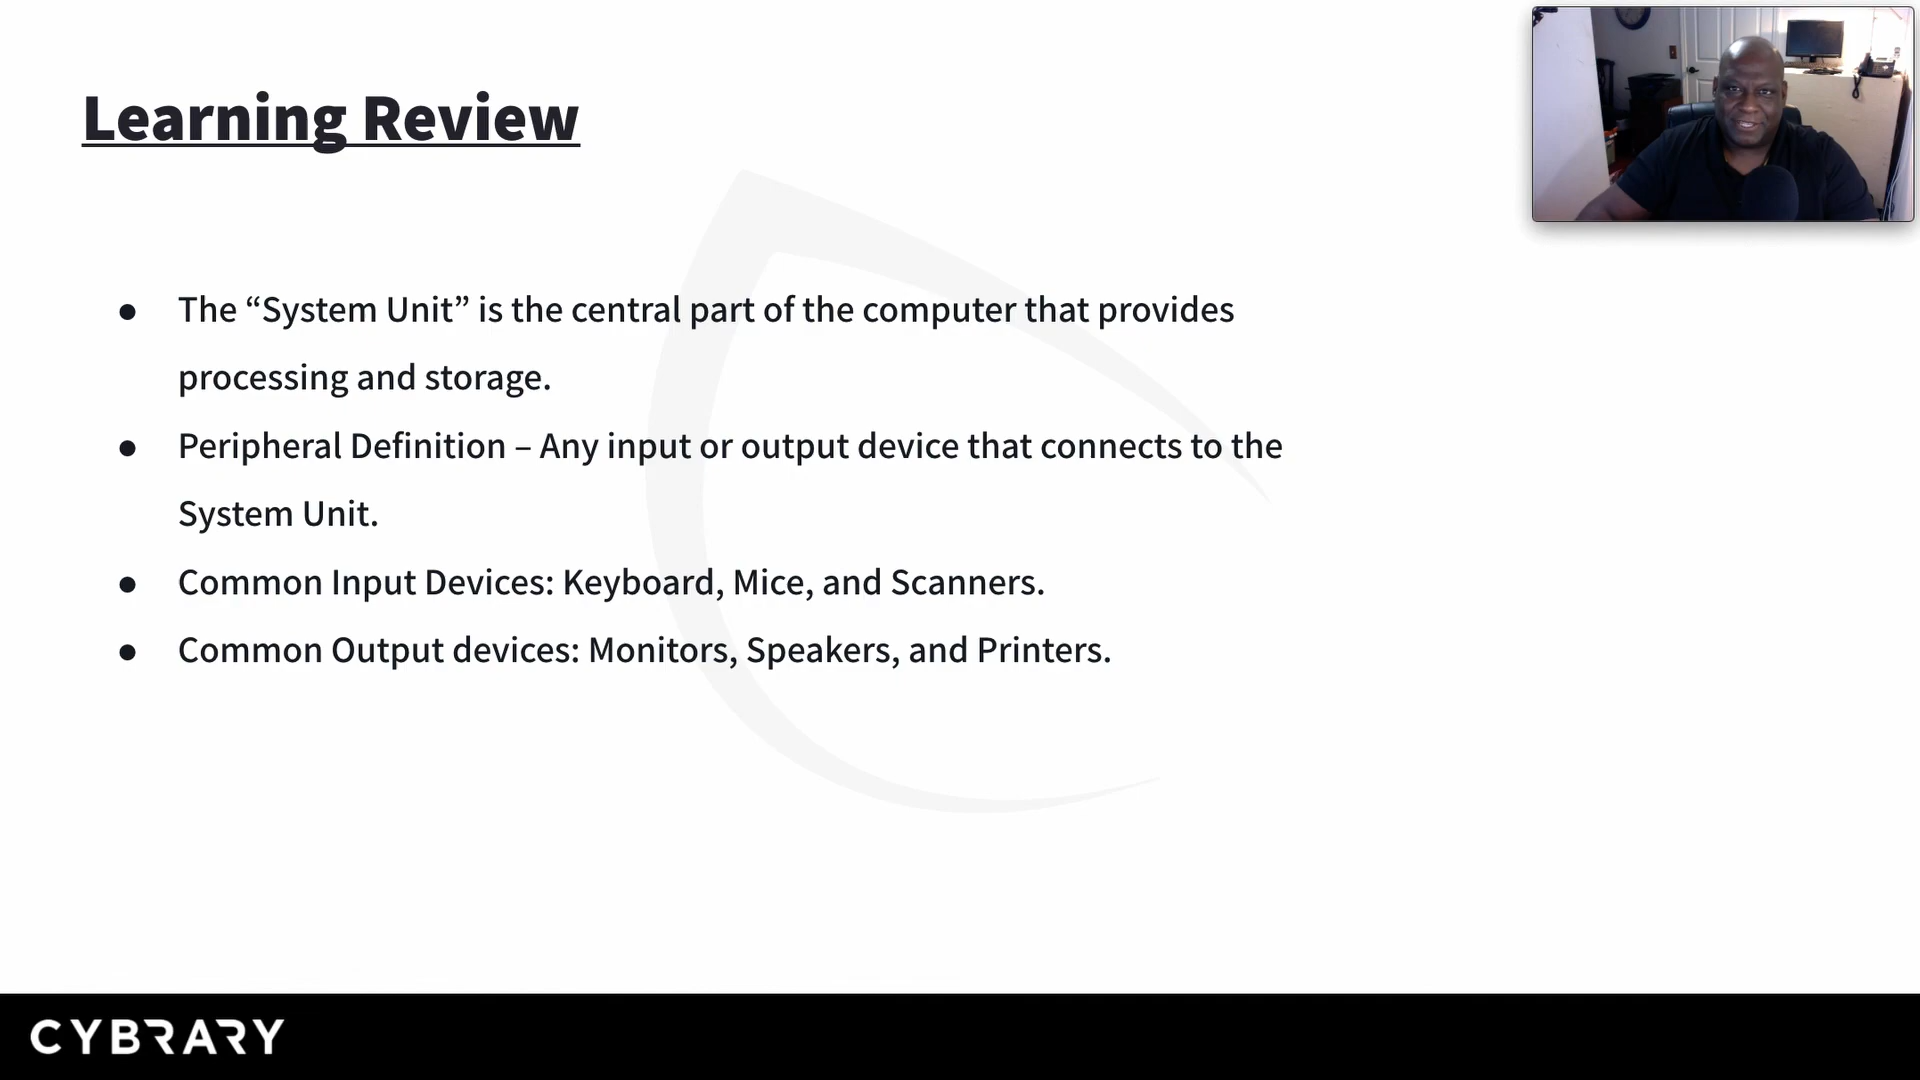 Learning Review
● The “System Unit” is the central part of the computer that provides
processing and storage.
● Peripheral Definition – Any input or output device that connects to the
System Unit.
● Common Input Devices: Keyboard, Mice, and Scanners.
● Common Output devices: Monitors, Speakers, and Printers.
CYBRARY